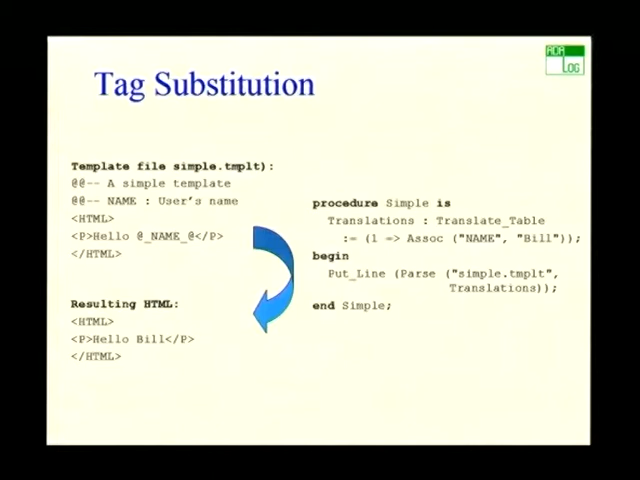 ADA
LOG
Tag Substitution
Template file simple.tmplt):
@@-- A simple template
@@-- NAME : User's name
<HTML>
<P>Hello @_NAME_@</P>
</HTML>
Resulting HTML:
<HTML>
<P>Hello Bill</P>
</HTML>
procedure Simple is
Translations : Translate_Table
:= (1 => Assoc ("NAME", "Bill"));
begin
Put_Line (Parse ("simple.tmplt",
Translations));
end Simple;